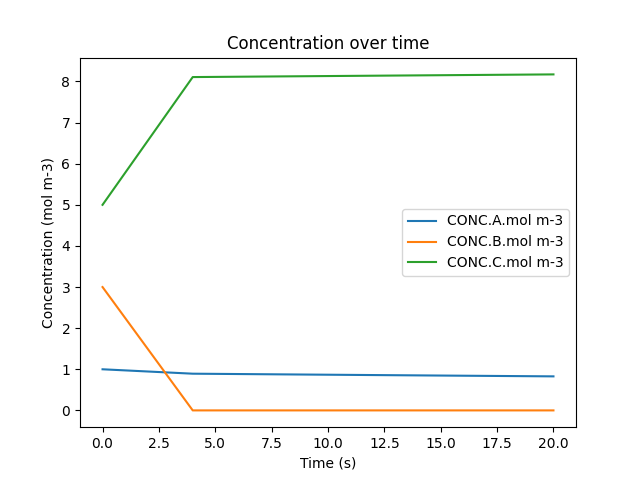 Concentration over time
Concentration (mol m-3)
8
7
6
5
4
3
2
1
0
CONC.A.mol m-3
CONC.B.mol m-3
CONC.C.mol m-3
0.0 2.5 5.0 7.5 10.0 12.5 15.0 17.5 20.0
Time (s)